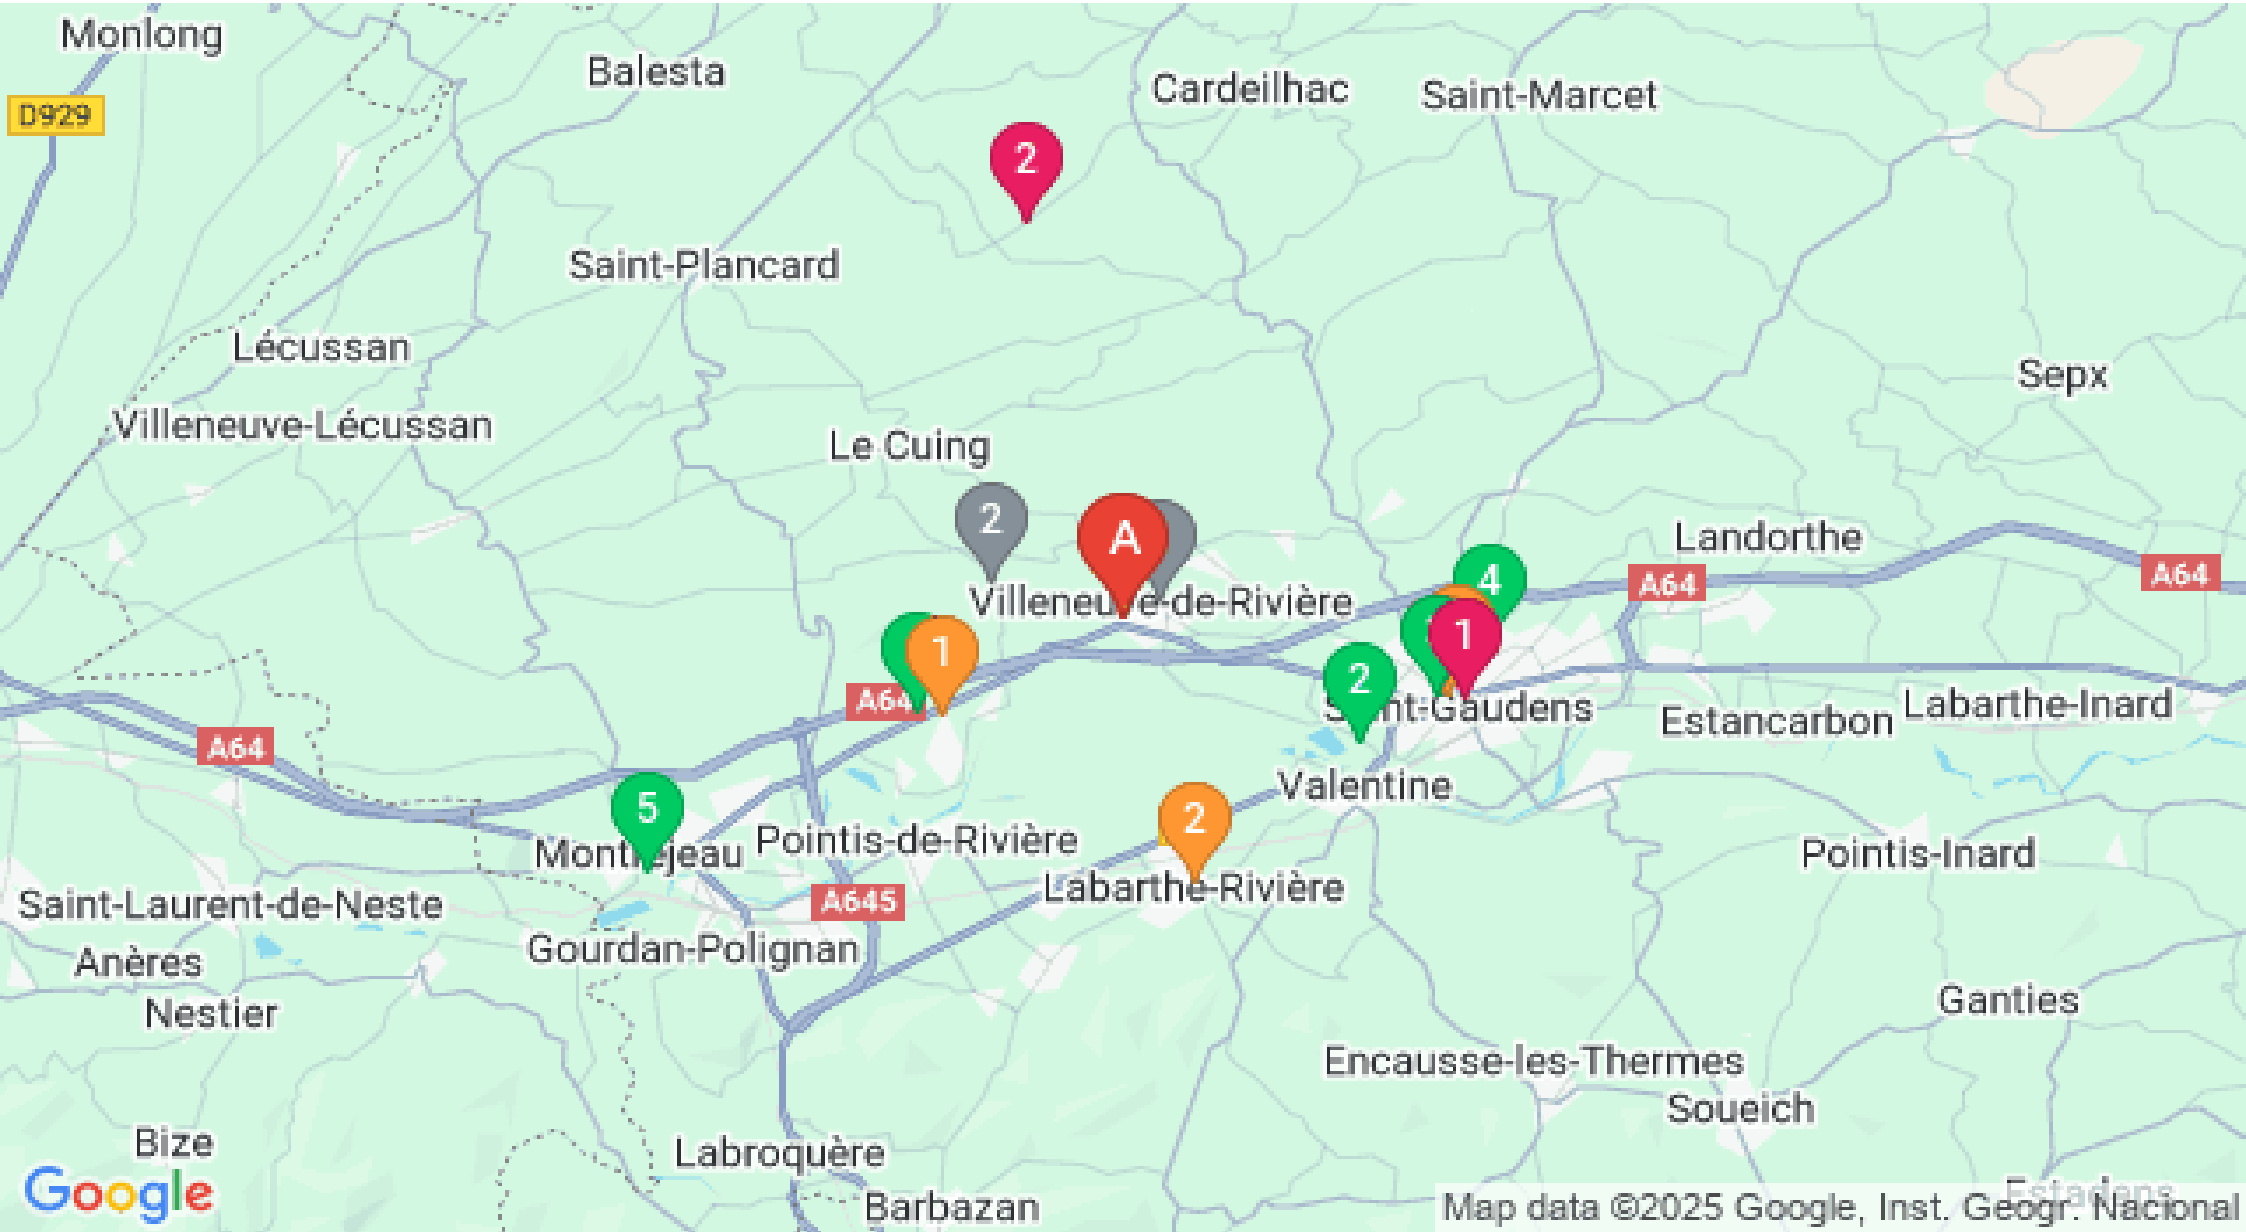 Monlong
Balesta
Cardeilhac
Saint-Marcet
D929
2
Saint-Plancard
Lécussan
Sepx
Villeneuve-Lécussan
Le Cuing
2
A
Landorthe
4
A64
A64
Villeneuve-de-Rivière
1
1
2
A64
Saint-Gaudens
Estancarbon
Labarthe-Inard
A64
Valentine
5
2
Montréjeau
Pointis-de-Rivière
Pointis-Inard
Labarthe-Rivière
Saint-Laurent-de-Neste
A645
Gourdan-Polignan
Anères
Nestier
Ganties
Encausse-les-Thermes
Soueich
Bize
Labroquère
Google
Barbazan
Estadens
Map data ©2025 Google, Inst. Geogr. Nacional